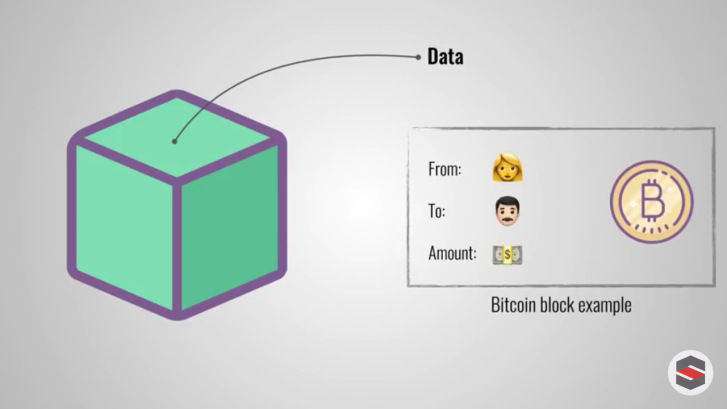 Data
From:
To:
Amount:
Bitcoin block example